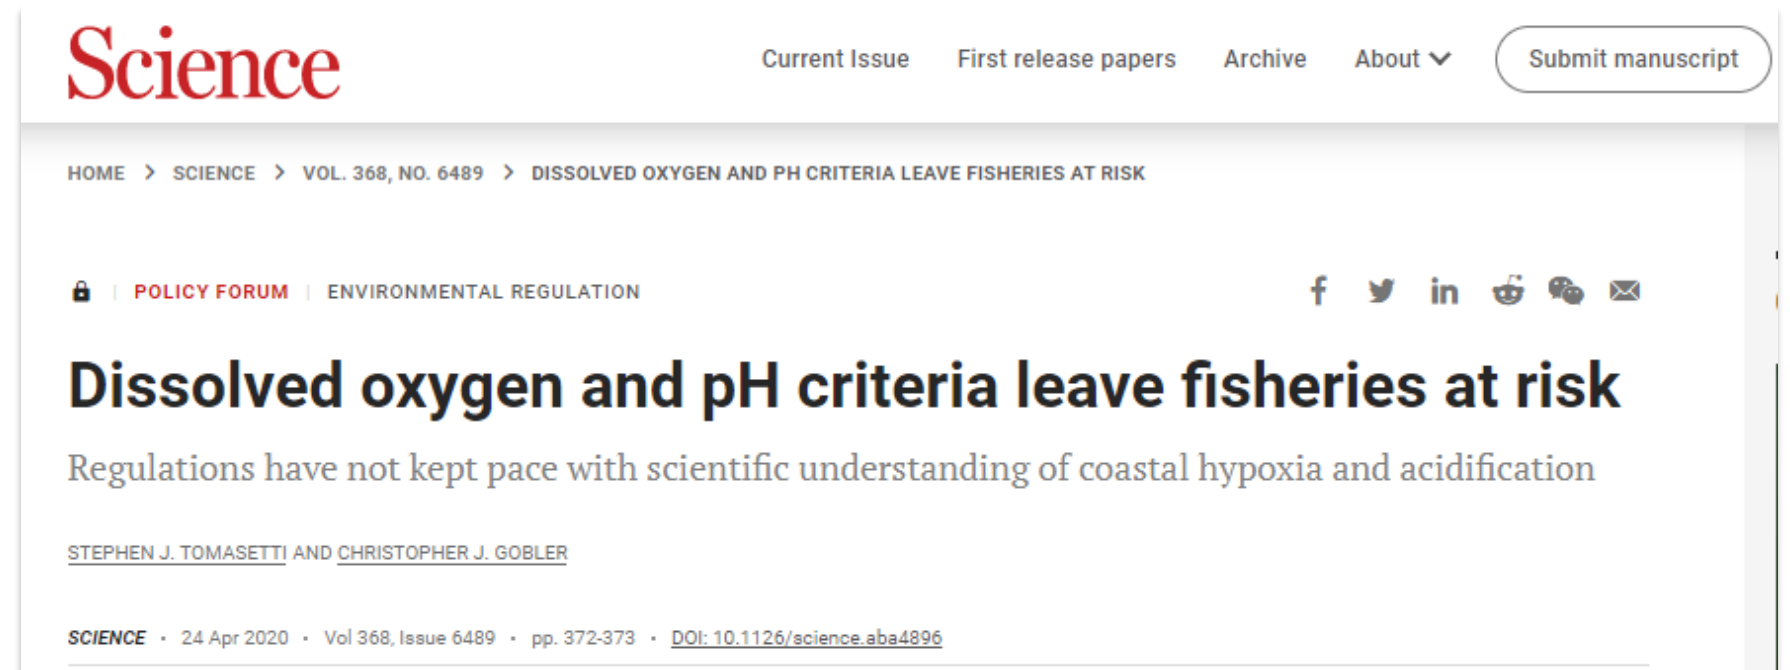 Science
Current Issue First release papers Archive About Submit manuscript
HOME > SCIENCE > VOL. 368, NO. 6489 > DISSOLVED OXYGEN AND PH CRITERIA LEAVE FISHERIES AT RISK
POLICY FORUM | ENVIRONMENTAL REGULATION
Dissolved oxygen and pH criteria leave fisheries at risk
Regulations have not kept pace with scientific understanding of coastal hypoxia and acidification
STEPHEN J. TOMASETTI AND CHRISTOPHER J. GOBLER
SCIENCE · 24 Apr 2020 · Vol 368, Issue 6489 · pp. 372-373 · DOI: 10.1126/science.aba4896